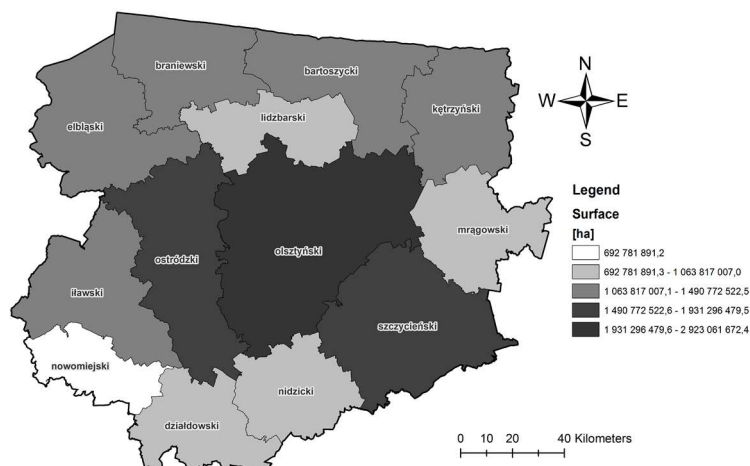 braniewski
bartoszycki
kętrzyński
elbląski
lidzbarski
mrągowski
olsztyński
ostródzki
iławski
szczycieński
nowomiejski
nidzicki
działdowski
N
W E
S
Legend
Surface
[ha]
692 781 891,2
692 781 891,3 - 1 063 817 007,0
1 063 817 007,1 - 1 490 772 522,5
1 490 772 522,6 - 1 931 296 479,5
1 931 296 479,6 - 2 923 061 672,4
0 10 20 40 Kilometers